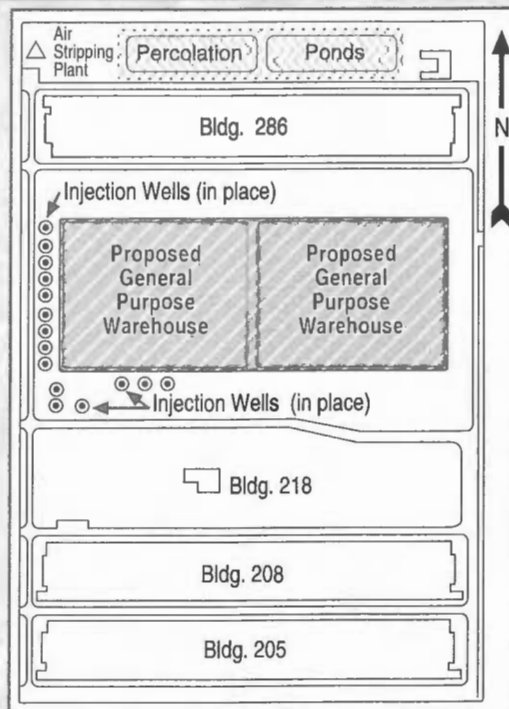 Air
Stripping
Plant
Percolation
Ponds
N
Bldg. 286
Injection Wells (in place)
Proposed
General
Purpose
Warehouse
Proposed
General
Purpose
Warehouse
Injection Wells (in place)
Bldg. 218
Bldg. 208
Bldg. 205